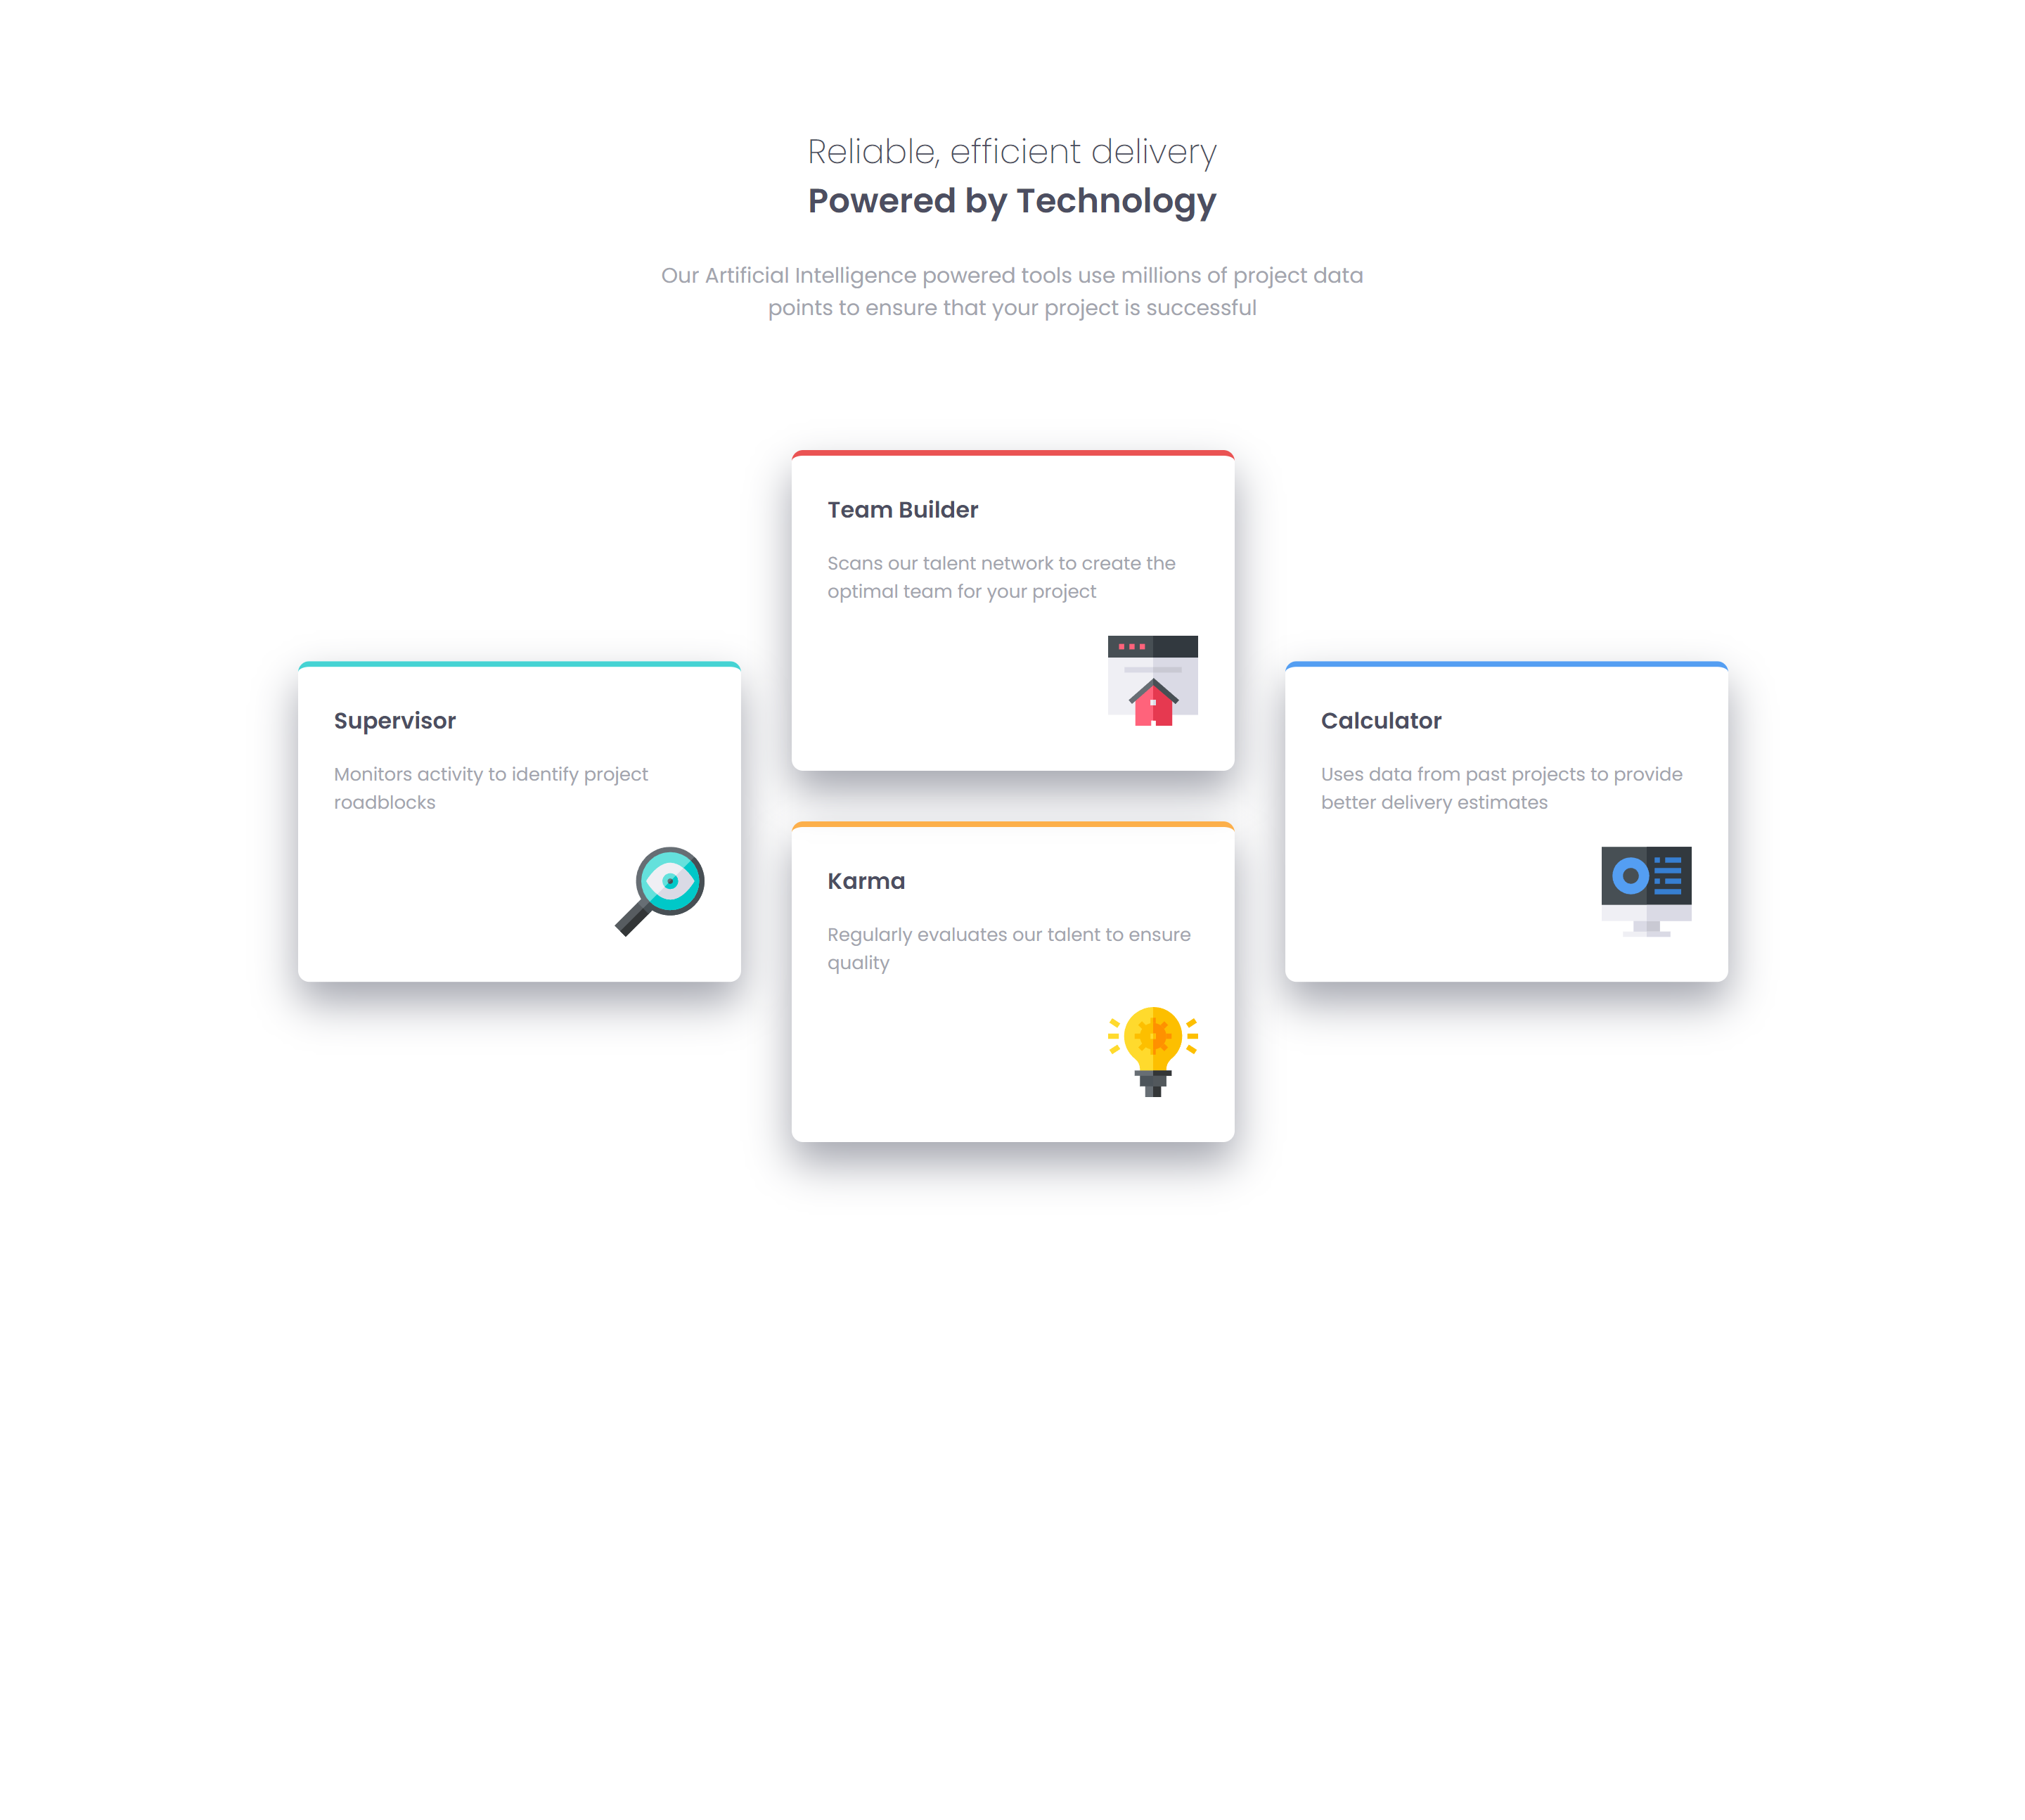 Reliable, efficient delivery
Powered by Technology
Our Artificial Intelligence powered tools use millions of project data
points to ensure that your project is successful
Team Builder
Scans our talent network to create the
optimal team for your project
Supervisor
Monitors activity to identify project
roadblocks
Calculator
Uses data from past projects to provide
better delivery estimates
Karma
Regularly evaluates our talent to ensure
quality